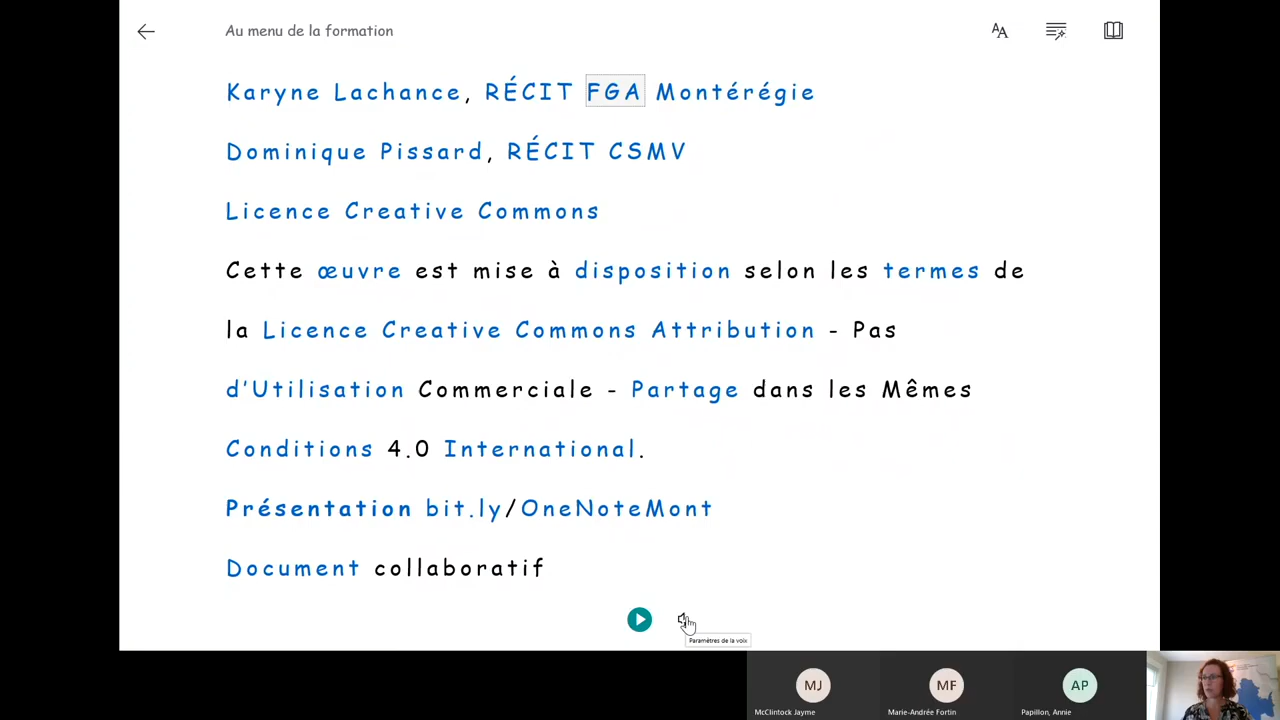 Au menu de la formation
AA
Karyne Lachance, RÉCIT FGA Montérégie
Dominique Pissard, RÉCIT CSMV
Licence Creative Commons
Cette œuvre est mise à disposition selon les termes de
la Licence Creative Commons Attribution - Pas
d'Utilisation Commerciale - Partage dans les Mêmes
Conditions 4.0 International.
Présentation bit.ly/OneNoteMont
Document collaboratif
Paramètres de la voix
MJ
MF
AP
McClintock Jayme
Marie-Andrée Fortin
Papillon, Annie